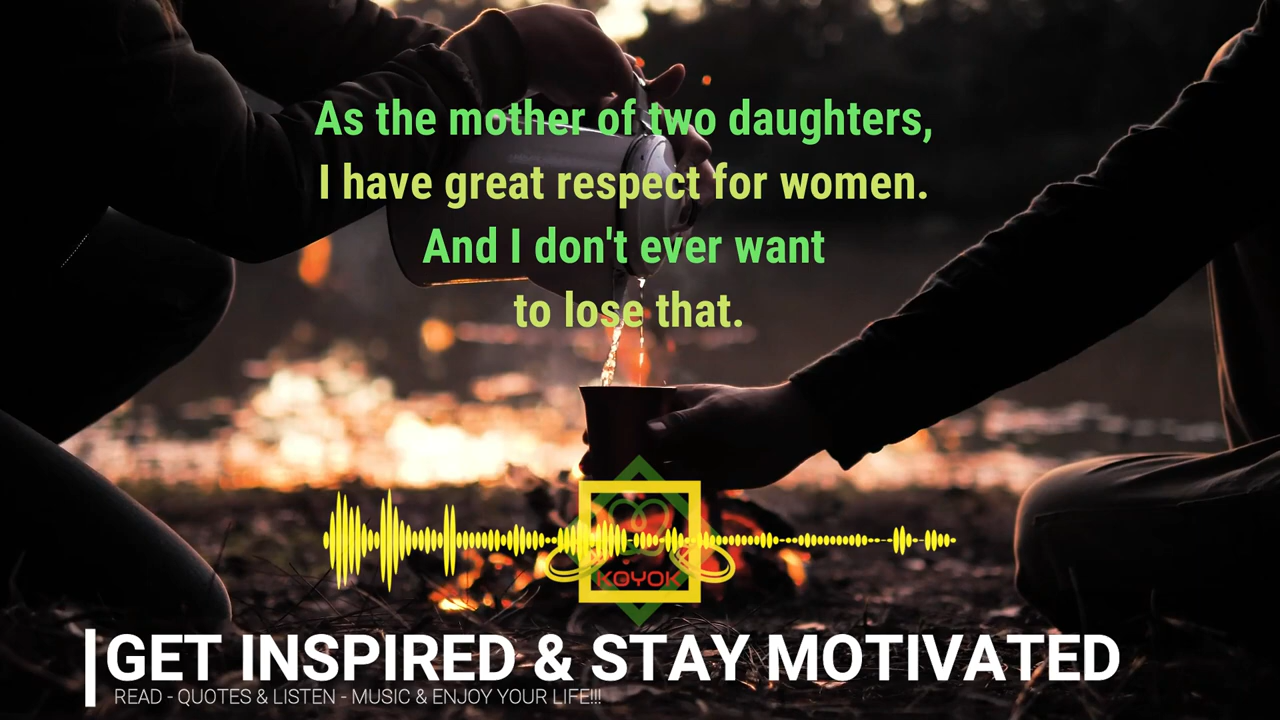 As the mother of two daughters,
I have great respect for women.
And I don't ever want
to lose that.
KOYOK
GET INSPIRED & STAY MOTIVATED
READ - QUOTES & LISTEN - MUSIC & ENJOY YOUR LIFE!!!